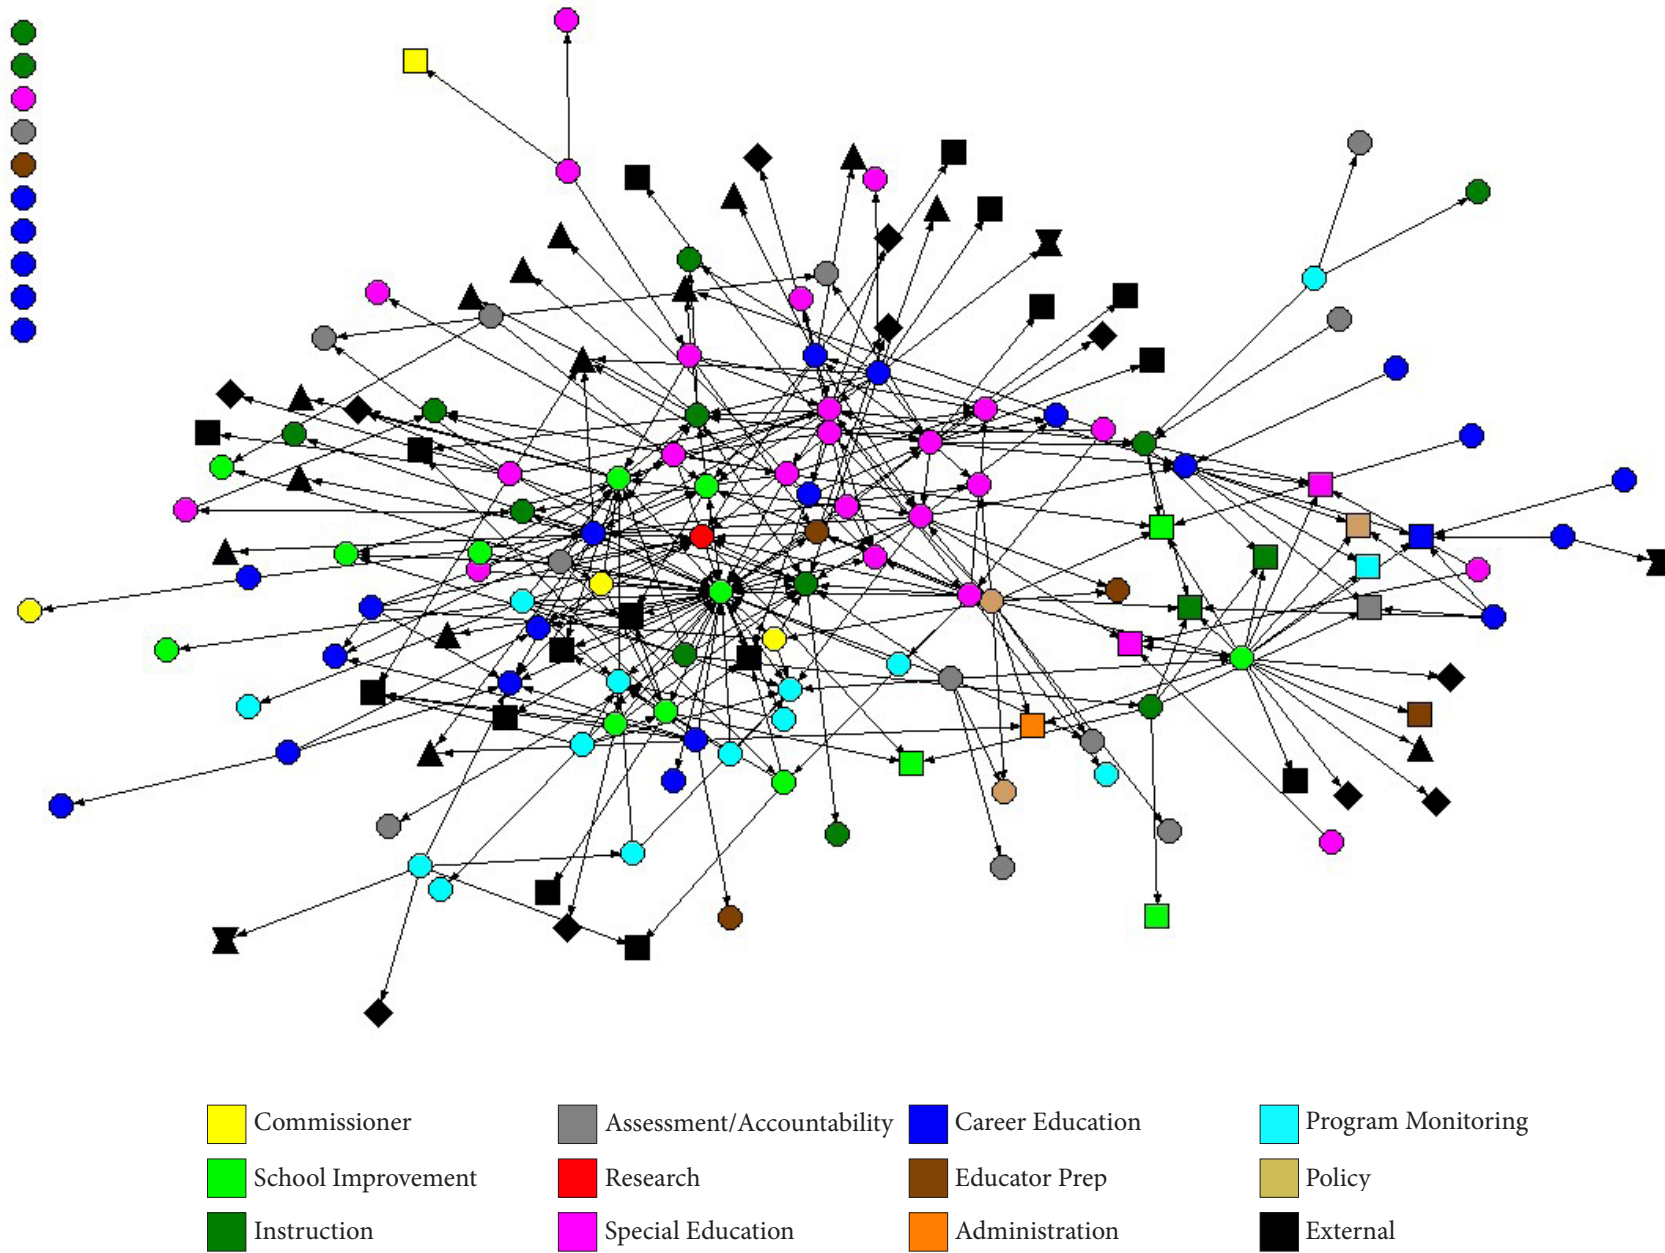 Commissioner
Assessment/Accountability
Career Education
Program Monitoring
School Improvement
Research
Educator Prep
Policy
Instruction
Special Education
Administration
External